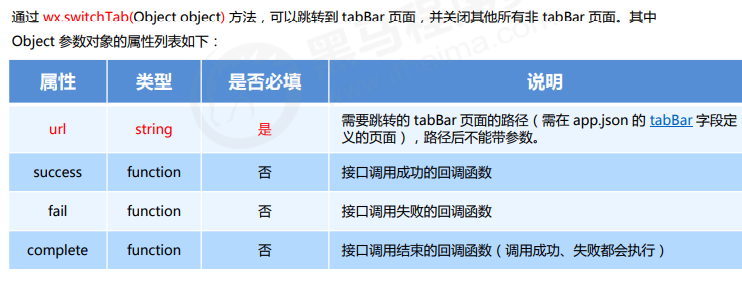 通过 wx.switchTab(Object object) 方法，可以跳转到 tabBar 页面，并关闭其他所有非 tabBar 页面。其中
Object 参数对象的属性列表如下：
属性 类型 是否必填 说明
url string 是 需要跳转的 tabBar 页面的路径（需在 app.json 的 tabBar 字段定
义的页面），路径后不能带参数。
success function 否 接口调用成功的回调函数
fail function 否 接口调用失败的回调函数
complete function 否 接口调用结束的回调函数（调用成功、失败都会执行）